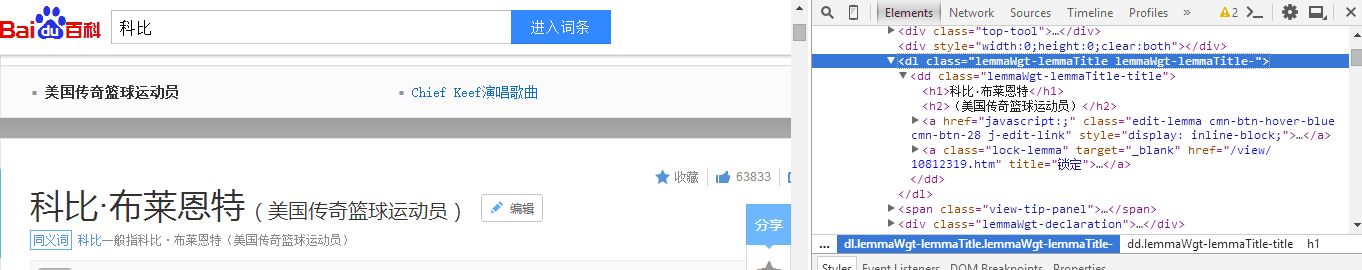 Bai du 百科
科比
进入词条
美国传奇篮球运动员
Chief Keef演唱歌曲
收藏
63833
科比·布莱恩特（美国传奇篮球运动员）
编辑
分享
同义词 科比一般指科比·布莱恩特（美国传奇篮球运动员）
Elements Network Sources Timeline Profiles » 2
<div class="top-tool">…</div>
<div style="width:0;height:0;clear:both"></div>
<dl class="lemmaWgt-lemmaTitle lemmaWgt-lemmaTitle-">
<dd class="lemmaWgt-lemmaTitle-title">
<h1>科比·布莱恩特</h1>
<h2>（美国传奇篮球运动员）</h2>
<a href="javascript:;" class="edit-lemma cmn-btn-hover-blue
cmn-btn-28 j-edit-link" style="display: inline-block;">…</a>
<a class="lock-lemma" target="_blank" href="/view/
10812319.htm" title="锁定">…</a>
</dd>
</dl>
<span class="view-tip-panel">…</span>
<div class="lemmaWgt-declaration">…</div>
... dl.lemmaWgt-lemmaTitle.lemmaWgt-lemmaTitle- dd.lemmaWgt-lemmaTitle-title h1
Styles Event Listeners DOM Breakpoints Properties